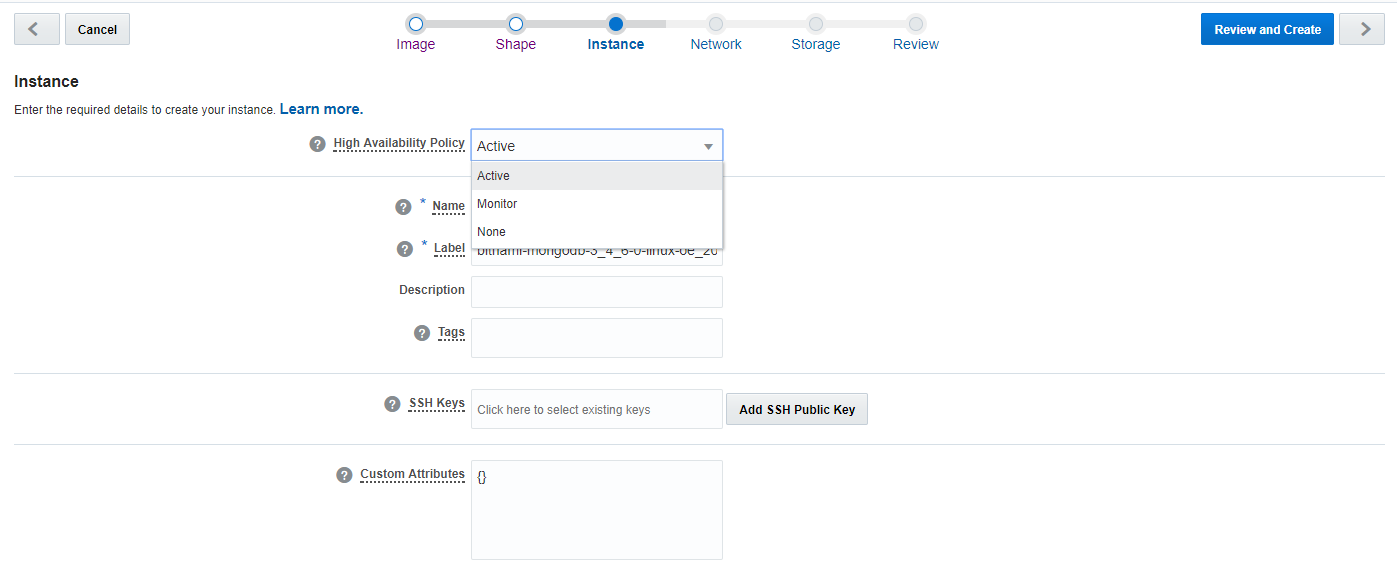 Cancel
Image
Shape
Instance
Network
Storage
Review
Review and Create
Instance
Enter the required details to create your instance. Learn more.
? High Availability Policy Active
Active
Monitor
None
? * Name
? * Label bitnami-mongodb-3_4_6-0-linux-oe_20
Description
? Tags
? SSH Keys Click here to select existing keys Add SSH Public Key
? Custom Attributes {}